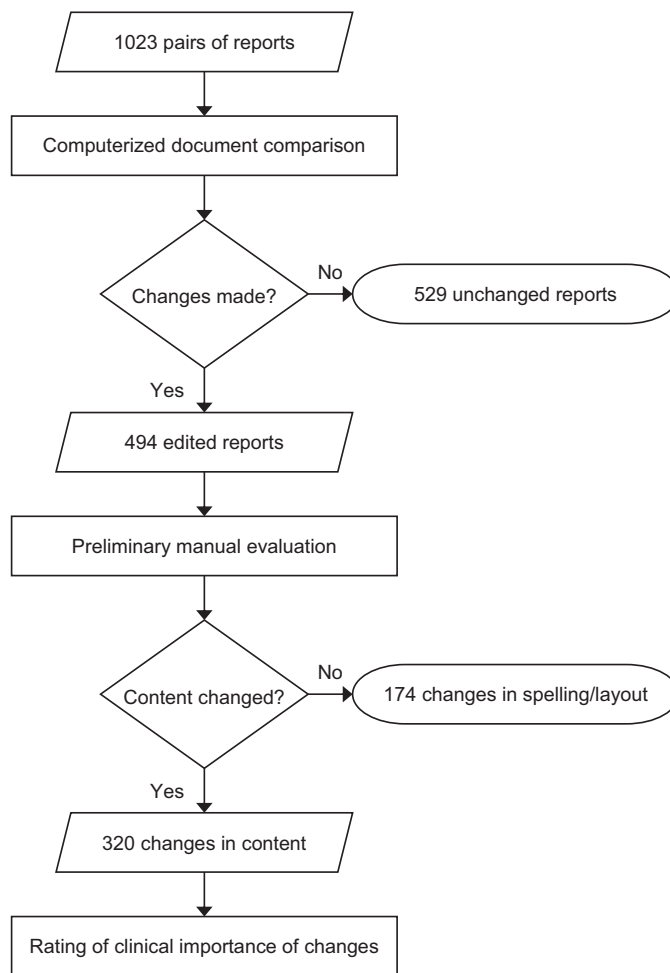 1023 pairs of reports
Computerized document comparison
Changes made?
No
529 unchanged reports
Yes
494 edited reports
Preliminary manual evaluation
Content changed?
No
174 changes in spelling/layout
Yes
320 changes in content
Rating of clinical importance of changes